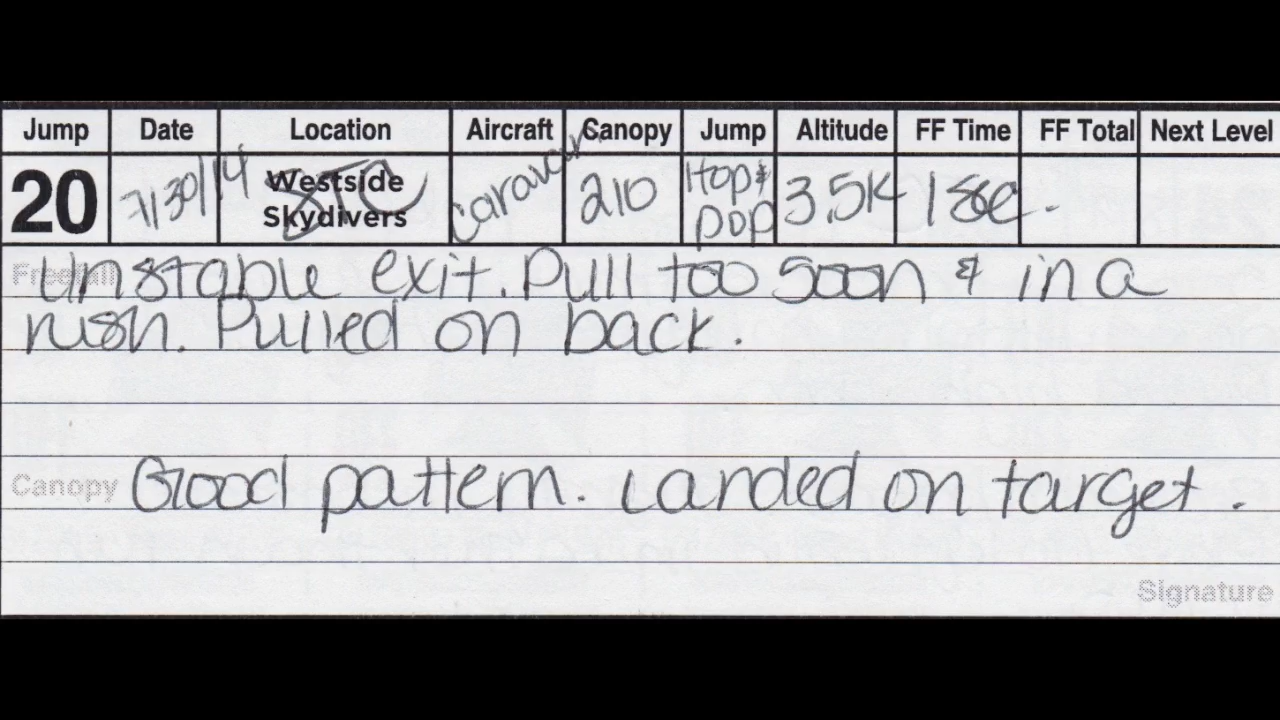 Jump Date Location Aircraft Canopy Jump Altitude FF Time FF Total Next Level
20 7/30/14 Westside Skydivers Caravan 210 Hop & pop 3.5K 1 sec.
Freefall
Unstable exit. Pull too soon & in a
rush. Pulled on back.
Canopy Good pattern. Landed on target.
Signature